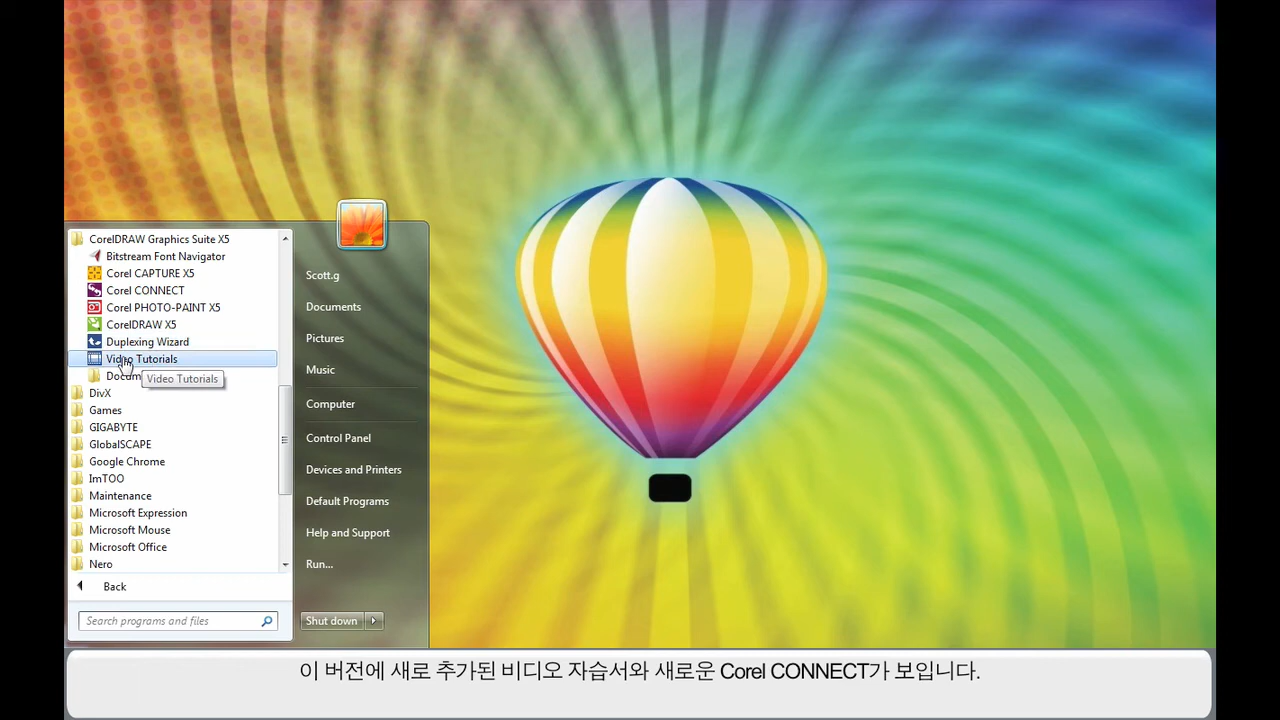 CorelDRAW Graphics Suite X5
Bitstream Font Navigator
Corel CAPTURE X5
Corel CONNECT
Corel PHOTO-PAINT X5
CorelDRAW X5
Duplexing Wizard
Video Tutorials
Docum
Video Tutorials
DivX
Games
GIGABYTE
GlobalSCAPE
Google Chrome
ImTOO
Maintenance
Microsoft Expression
Microsoft Mouse
Microsoft Office
Nero
Back
Search programs and files
Scott.g
Documents
Pictures
Music
Computer
Control Panel
Devices and Printers
Default Programs
Help and Support
Run...
Shut down
이 버전에 새로 추가된 비디오 자습서와 새로운 Corel CONNECT가 보입니다.